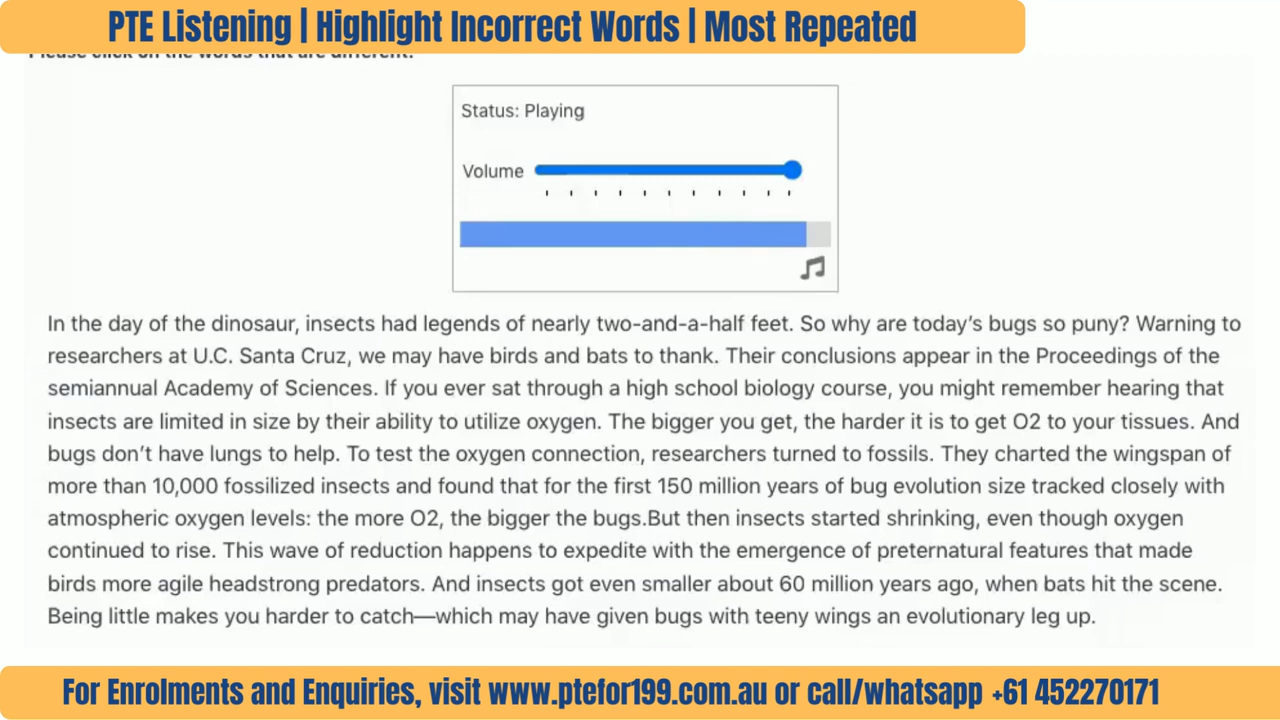 PTE Listening | Highlight Incorrect Words | Most Repeated
Please click on the words that are different.
Status: Playing
Volume
In the day of the dinosaur, insects had legends of nearly two-and-a-half feet. So why are today's bugs so puny? Warning to
researchers at U.C. Santa Cruz, we may have birds and bats to thank. Their conclusions appear in the Proceedings of the
semiannual Academy of Sciences. If you ever sat through a high school biology course, you might remember hearing that
insects are limited in size by their ability to utilize oxygen. The bigger you get, the harder it is to get O2 to your tissues. And
bugs don't have lungs to help. To test the oxygen connection, researchers turned to fossils. They charted the wingspan of
more than 10,000 fossilized insects and found that for the first 150 million years of bug evolution size tracked closely with
atmospheric oxygen levels: the more O2, the bigger the bugs.But then insects started shrinking, even though oxygen
continued to rise. This wave of reduction happens to expedite with the emergence of preternatural features that made
birds more agile headstrong predators. And insects got even smaller about 60 million years ago, when bats hit the scene.
Being little makes you harder to catch—which may have given bugs with teeny wings an evolutionary leg up.
For Enrolments and Enquiries, visit www.ptefor199.com.au or call/whatsapp +61 452270171